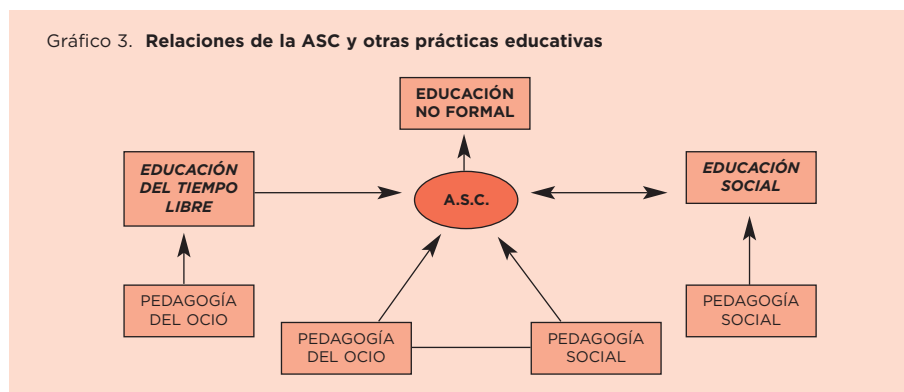 Gráfico 3. Relaciones de la ASC y otras prácticas educativas
EDUCACIÓN
NO FORMAL
EDUCACIÓN
DEL TIEMPO
LIBRE
A.S.C.
EDUCACIÓN
SOCIAL
PEDAGOGÍA
DEL OCIO
PEDAGOGÍA
DEL OCIO
PEDAGOGÍA
SOCIAL
PEDAGOGÍA
SOCIAL